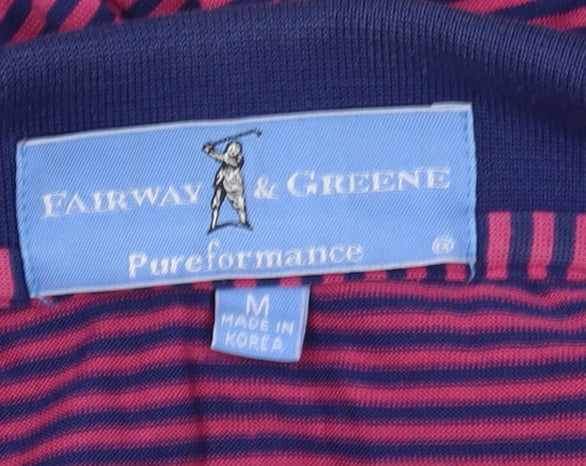 FAIRWAY & GREENE
Pureformance ®
M
MADE IN
KOREA